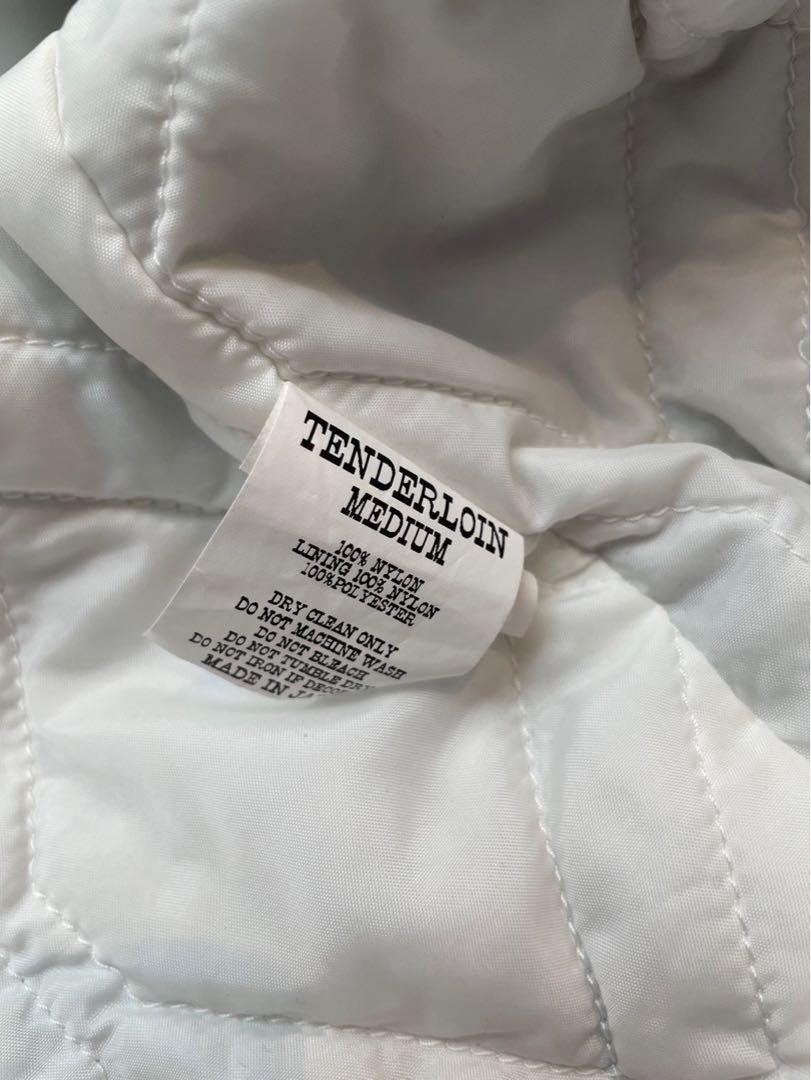 TENDERLOIN
MEDIUM
100% NYLON
LINING 100% NYLON
100%POLYESTER
DRY CLEAN ONLY
DO NOT MACHINE WASH
DO NOT BLEACH
DO NOT TUMBLE
DO NOT IRON IF
MADE IN